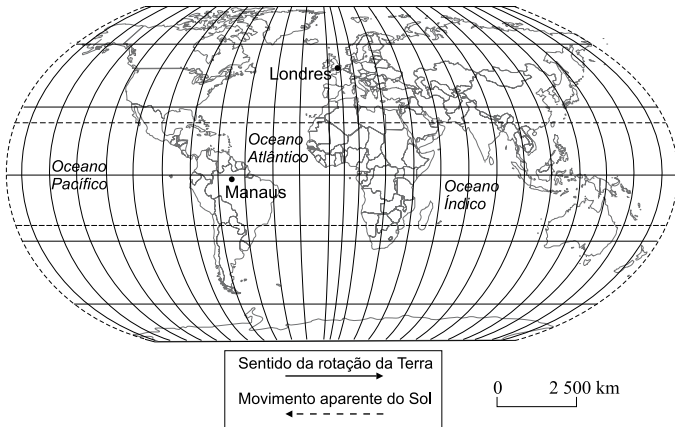 Londres
Oceano
Atlântico
Oceano
Pacífico
Manaus
Oceano
Índico
Sentido da rotação da Terra
Movimento aparente do Sol
0 2 500 km